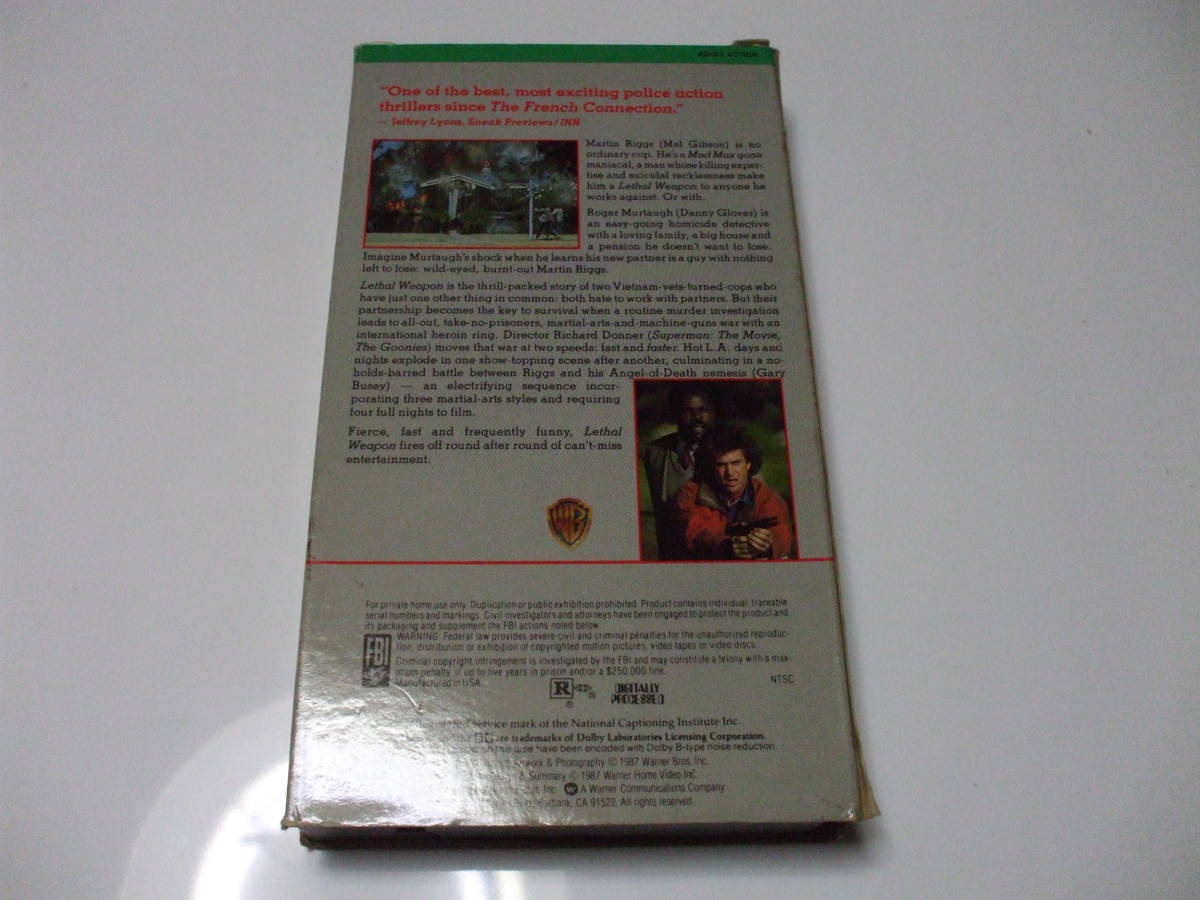 ADULT ACTION
"One of the best, most exciting police action
thrillers since The French Connection."
— Jeffrey Lyons, Sneak Previews/INN
Martin Riggs (Mel Gibson) is no
ordinary cop. He's a Mad Max gone
maniacal, a man whose killing exper-
tise and suicidal recklessness make
him a Lethal Weapon to anyone he
works against. Or with.
Roger Murtaugh (Danny Glover) is
an easy-going homicide detective
with a loving family, a big house and
a pension he doesn't want to lose.
Imagine Murtaugh's shock when he learns his new partner is a guy with nothing
left to lose: wild-eyed, burnt-out Martin Riggs.
Lethal Weapon is the thrill-packed story of two Vietnam-vets-turned-cops who
have just one other thing in common: both hate to work with partners. But their
partnership becomes the key to survival when a routine murder investigation
leads to all-out, take-no-prisoners, martial-arts-and-machine-guns war with an
international heroin ring. Director Richard Donner (Superman: The Movie,
The Goonies) moves that war at two speeds: fast and faster. Hot L.A. days and
nights explode in one show-topping scene after another, culminating in a no-
holds-barred battle between Riggs and his Angel-of-Death nemesis (Gary
Busey) — an electrifying sequence incor-
porating three martial-arts styles and requiring
four full nights to film.
Fierce, fast and frequently funny, Lethal
Weapon fires off round after round of can't-miss
entertainment.
WB
For private home use only. Duplication or public exhibition prohibited. Product contains individual, traceable
serial numbers and markings. Civil investigators and attorneys have been engaged to protect the product and
its packaging and supplement the FBI actions noted below.
FBI
WARNING: Federal law provides severe civil and criminal penalties for the unauthorized reproduc-
tion, distribution or exhibition of copyrighted motion pictures, video tapes or video discs.
Criminal copyright infringement is investigated by the FBI and may constitute a felony with a max-
imum penalty of up to five years in prison and/or a $250,000 fine.
Manufactured in USA.
NTSC
R
DIGITALLY
PROCESSED
service mark of the National Captioning Institute Inc.
and the are trademarks of Dolby Laboratories Licensing Corporation.
on this tape have been encoded with Dolby B-type noise reduction.
Artwork & Photography © 1987 Warner Bros. Inc.
& Summary © 1987 Warner Home Video Inc.
Bros. Inc. A Warner Communications Company
Burbank, CA 91522. All rights reserved.